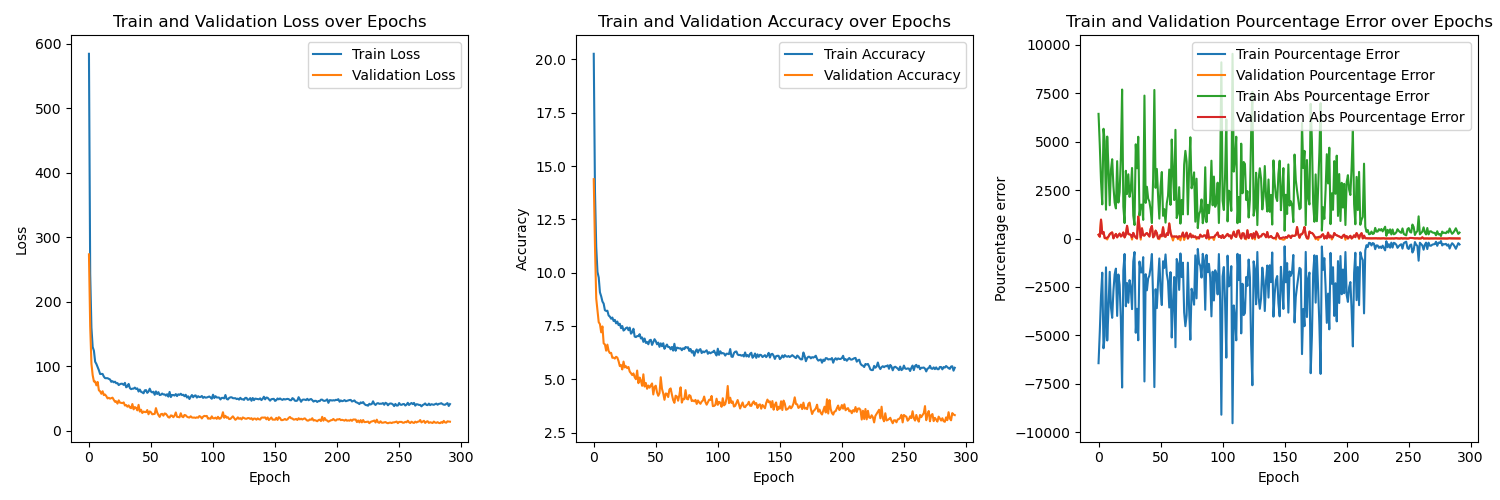 Train and Validation Loss over Epochs
Train Loss
Validation Loss
600
500
400
300
200
100
0
Loss
0 50 100 150 200 250 300
Epoch
Train and Validation Accuracy over Epochs
Train Accuracy
Validation Accuracy
20.0
17.5
15.0
12.5
10.0
7.5
5.0
2.5
Accuracy
0 50 100 150 200 250 300
Epoch
Train and Validation Pourcentage Error over Epochs
Train Pourcentage Error
Validation Pourcentage Error
Train Abs Pourcentage Error
Validation Abs Pourcentage Error
10000
7500
5000
2500
0
−2500
−5000
−7500
−10000
Pourcentage error
0 50 100 150 200 250 300
Epoch